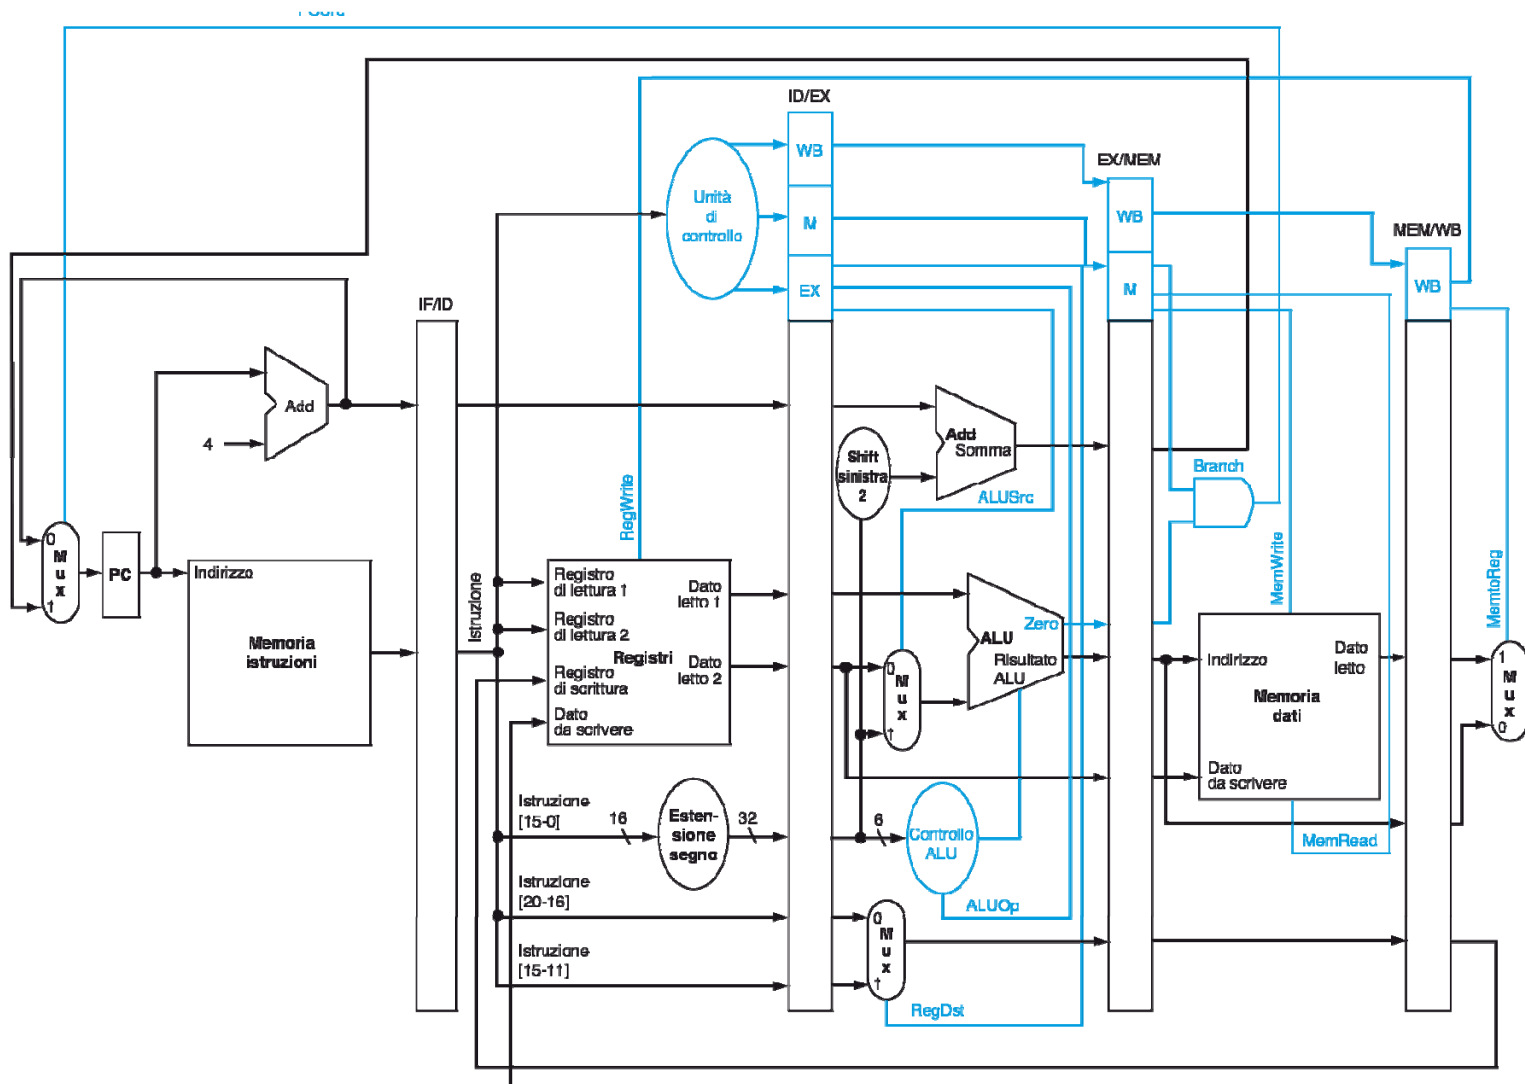 ID/EX
WB
EX/MEM
Unità
di
controllo
M
WB
MEM/WB
IF/ID
EX
M
WB
Add
4
Add
Somma
Shift
sinistra
2
ALUSrc
Branch
RegWrite
MemWrite
MemtoReg
0
M
u
x
1
PC
Indirizzo
Memoria
istruzioni
Istruzione
Registro
di lettura 1
Registro
di lettura 2
Registri
Registro
di scrittura
Dato
da scrivere
Dato
letto 1
Dato
letto 2
0
M
u
x
1
Zero
ALU
Risultato
ALU
Indirizzo
Dato
letto
Memoria
dati
Dato
da scrivere
1
M
u
x
0
Istruzione
[15-0]
16
Esten-
sione
segno
32
6
Controllo
ALU
MemRead
Istruzione
[20-16]
ALUOp
0
M
u
x
1
Istruzione
[15-11]
RegDst